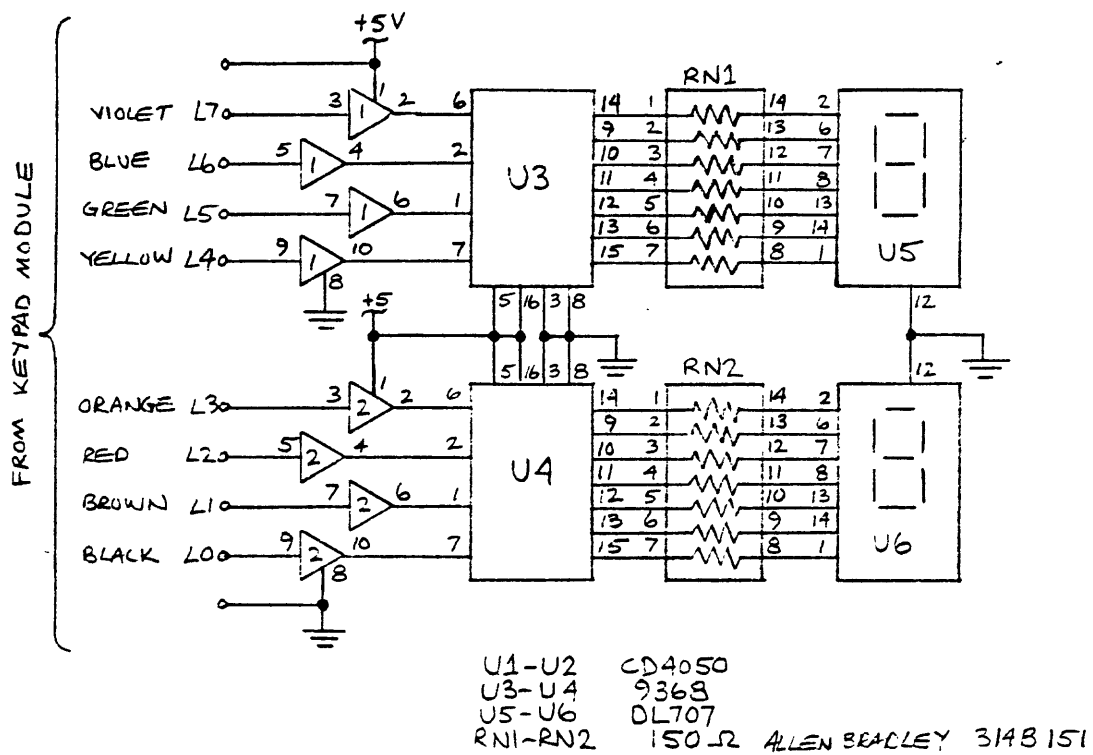 +5V
RN1
VIOLET L7 3 1 1 2 6 14 1 14 2
9 2 13 6
BLUE L6 5 1 4 2 10 3 12 7
U3
11 4 11 8
GREEN L5 7 1 6 1 12 5 10 13
13 6 9 14
YELLOW L4 9 1 10 7 15 7 8 1
U5
8
5 16 3 8 12
+5
FROM KEYPAD MODULE
5 16 3 8 12
RN2
ORANGE L3 3 2 1 2 6 14 1 14 2
9 2 13 6
RED L2 5 2 4 2 10 3 12 7
U4
11 4 11 8
BROWN L1 7 2 6 1 12 5 10 13
13 6 9 14
BLACK L0 9 2 10 7 15 7 8 1
U6
8
U1-U2 CD4050
U3-U4 9368
U5-U6 DL707
RN1-RN2 150Ω ALLEN BRADLEY 314B151